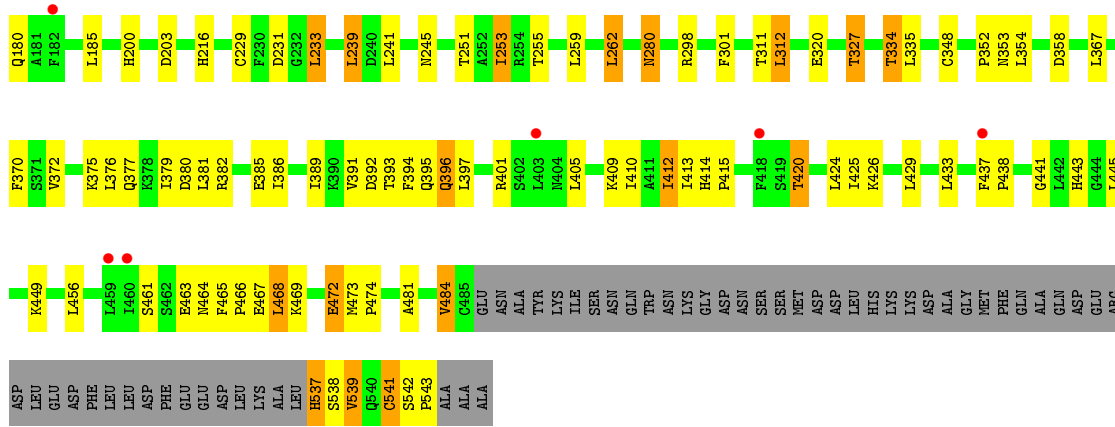 Q180 A181 F182 L185 H200 D203 H216 C229 F230 D231 G232 L233 L239 D240 L241 N245 T251 A252 I253 R254 T255 L259 L262 N280 R298 F301 T311 L312 E320 T327 T334 L335 C348 P352 N353 L354 D358 L367
F370 S371 V372 K375 L376 Q377 K378 I379 D380 L381 R382 E385 I386 I389 K390 V391 D392 T393 F394 Q395 Q396 L397 R401 S402 L403 N404 L405 K409 I410 A411 I412 I413 H414 P415 F418 S419 T420 L424 I425 K426 L429 L433 F437 P438 G441 L442 H443 G444 L445
K449 L456 L459 I460 S461 S462 E463 N464 F465 P466 E467 L468 K469 E472 M473 P474 A481 V484 C485 GLU ASN ALA TYR LYS ILE SER ASN GLN TRP ASN LYS GLY ASP ASN SER SER MET ASP ASP LEU HIS LYS LYS ASP ALA GLY MET PHE GLN ALA GLN ASP GLU ARG
ASP LEU GLU ASP PHE LEU LEU ASP PHE GLU GLU ASP LEU LYS ALA LEU H537 S538 V539 Q540 C541 S542 P543 ALA ALA ALA